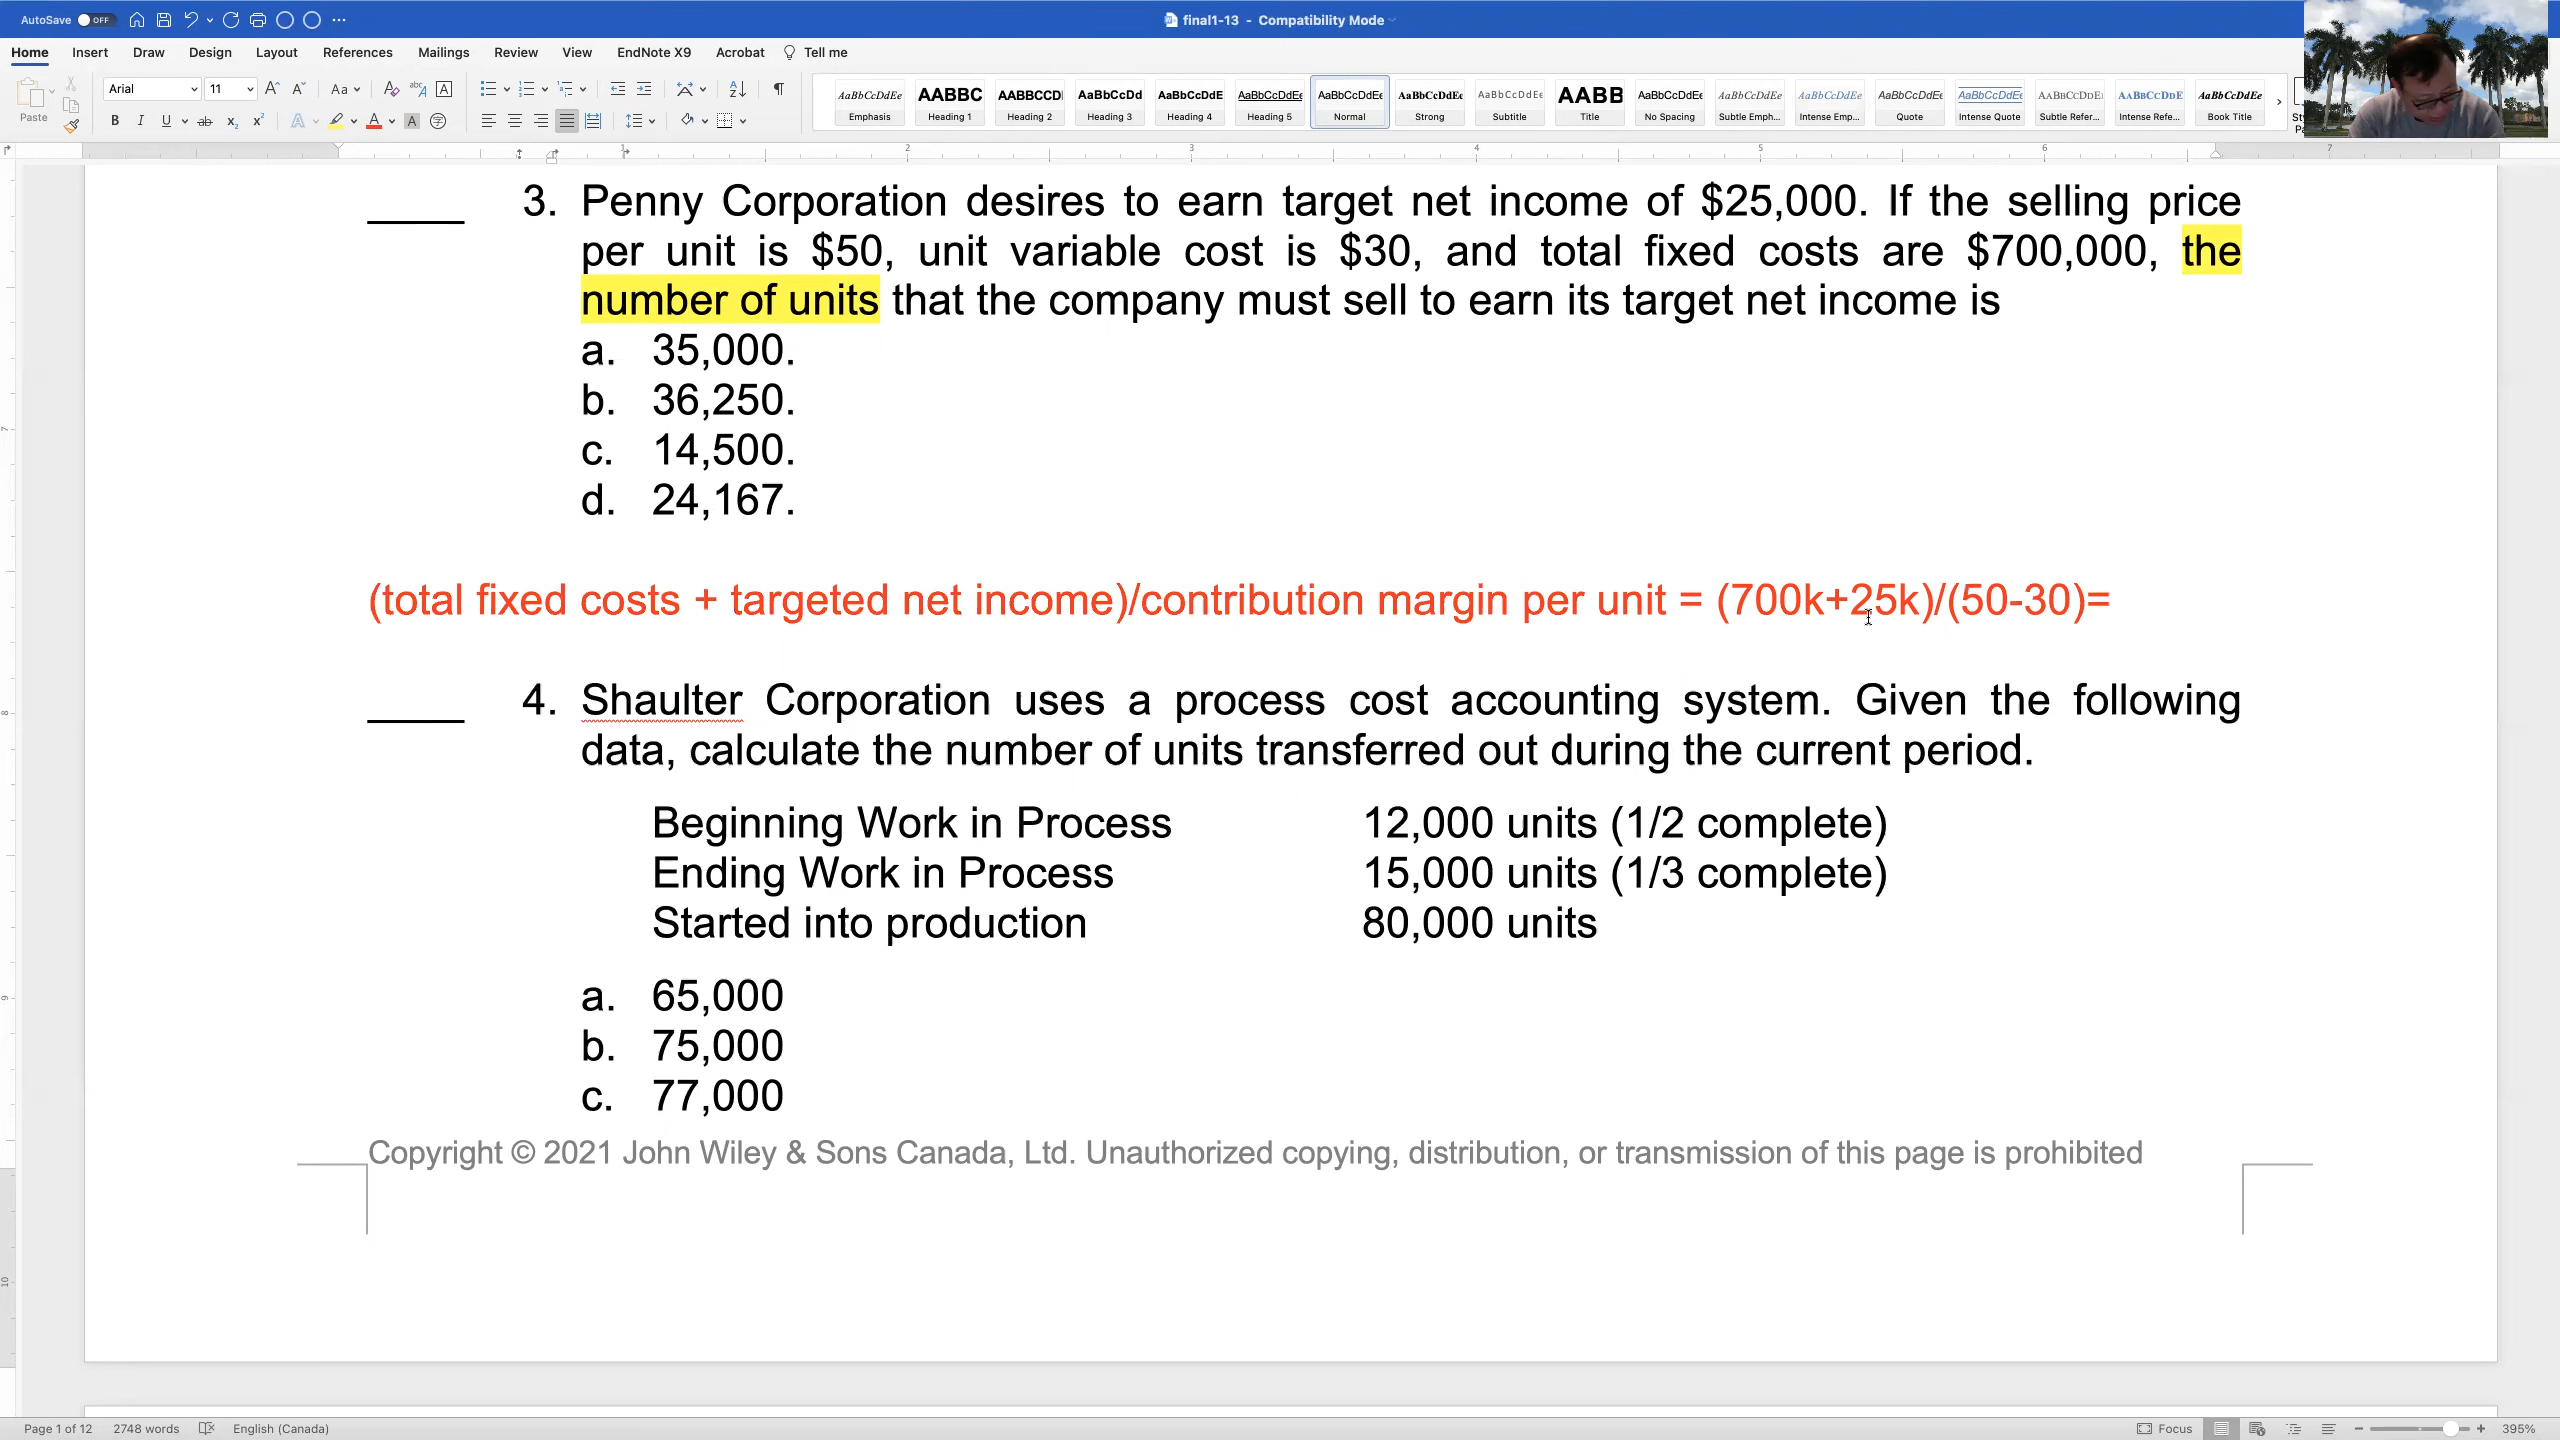 AutoSave OFF
final1-13 - Compatibility Mode
Home Insert Draw Design Layout References Mailings Review View EndNote X9 Acrobat Tell me
Paste
Arial 11
AaBbCcDdEe AABBC AABBCCDI AaBbCcDd AaBbCcDdE AaBbCcDdEe AaBbCcDdEe AaBbCcDdEe AaBbCcDdEe AABB AaBbCcDdEe AaBbCcDdEe AaBbCcDdEe AaBbCcDdEe AaBbCcDdEe AABBCCDDEE AABBCCDDE AaBbCcDdEe
Emphasis Heading 1 Heading 2 Heading 3 Heading 4 Heading 5 Normal Strong Subtitle Title No Spacing Subtle Emph... Intense Emp... Quote Intense Quote Subtle Refer... Intense Refe... Book Title
1 2 3 4 5 6 7
3. Penny Corporation desires to earn target net income of $25,000. If the selling price
per unit is $50, unit variable cost is $30, and total fixed costs are $700,000, the
number of units that the company must sell to earn its target net income is
a. 35,000.
b. 36,250.
c. 14,500.
d. 24,167.
(total fixed costs + targeted net income)/contribution margin per unit = (700k+25k)/(50-30)=
4. Shaulter Corporation uses a process cost accounting system. Given the following
data, calculate the number of units transferred out during the current period.
Beginning Work in Process 12,000 units (1/2 complete)
Ending Work in Process 15,000 units (1/3 complete)
Started into production 80,000 units
a. 65,000
b. 75,000
c. 77,000
Copyright © 2021 John Wiley & Sons Canada, Ltd. Unauthorized copying, distribution, or transmission of this page is prohibited
Page 1 of 12 2748 words English (Canada) Focus 395%